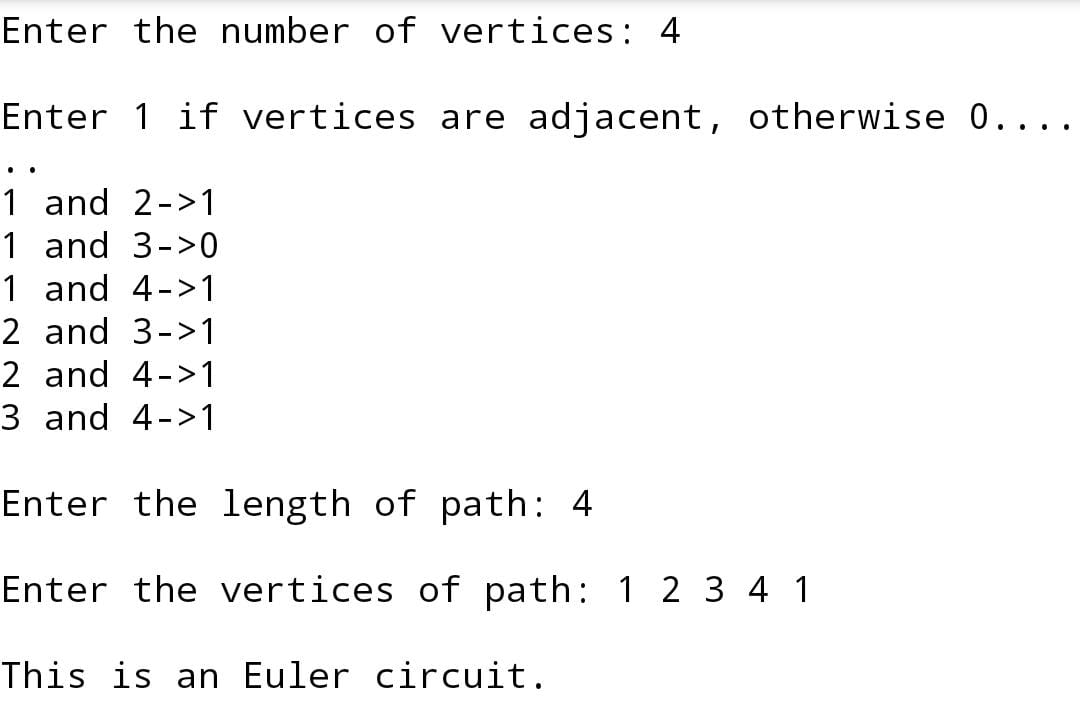 Enter the number of vertices: 4
Enter 1 if vertices are adjacent, otherwise 0....
..
1 and 2->1
1 and 3->0
1 and 4->1
2 and 3->1
2 and 4->1
3 and 4->1
Enter the length of path: 4
Enter the vertices of path: 1 2 3 4 1
This is an Euler circuit.